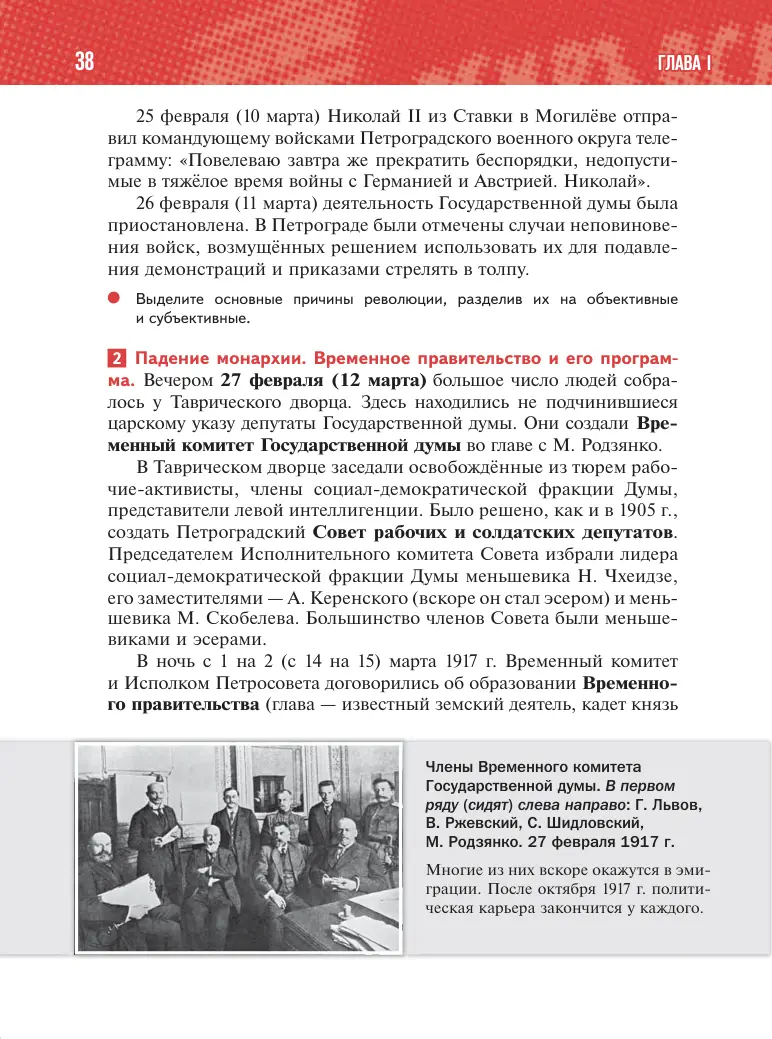 38
ГЛАВА I
25 февраля (10 марта) Николай II из Ставки в Могилёве отпра-
вил командующему войсками Петроградского военного округа теле-
грамму: «Повелеваю завтра же прекратить беспорядки, недопусти-
мые в тяжёлое время войны с Германией и Австрией. Николай».
26 февраля (11 марта) деятельность Государственной думы была
приостановлена. В Петрограде были отмечены случаи неповинове-
ния войск, возмущённых решением использовать их для подавле-
ния демонстраций и приказами стрелять в толпу.
Выделите основные причины революции, разделив их на объективные
и субъективные.
2 Падение монархии. Временное правительство и его програм-
ма. Вечером 27 февраля (12 марта) большое число людей собра-
лось у Таврического дворца. Здесь находились не подчинившиеся
царскому указу депутаты Государственной думы. Они создали Вре-
менный комитет Государственной думы во главе с М. Родзянко.
В Таврическом дворце заседали освобождённые из тюрем рабо-
чие-активисты, члены социал-демократической фракции Думы,
представители левой интеллигенции. Было решено, как и в 1905 г.,
создать Петроградский Совет рабочих и солдатских депутатов.
Председателем Исполнительного комитета Совета избрали лидера
социал-демократической фракции Думы меньшевика Н. Чхеидзе,
его заместителями — А. Керенского (вскоре он стал эсером) и мень-
шевика М. Скобелева. Большинство членов Совета были меньше-
виками и эсерами.
В ночь с 1 на 2 (с 14 на 15) марта 1917 г. Временный комитет
и Исполком Петросовета договорились об образовании Временно-
го правительства (глава — известный земский деятель, кадет князь
Члены Временного комитета
Государственной думы. В первом
ряду (сидят) слева направо: Г. Львов,
В. Ржевский, С. Шидловский,
М. Родзянко. 27 февраля 1917 г.
Многие из них вскоре окажутся в эми-
грации. После октября 1917 г. полити-
ческая карьера закончится у каждого.